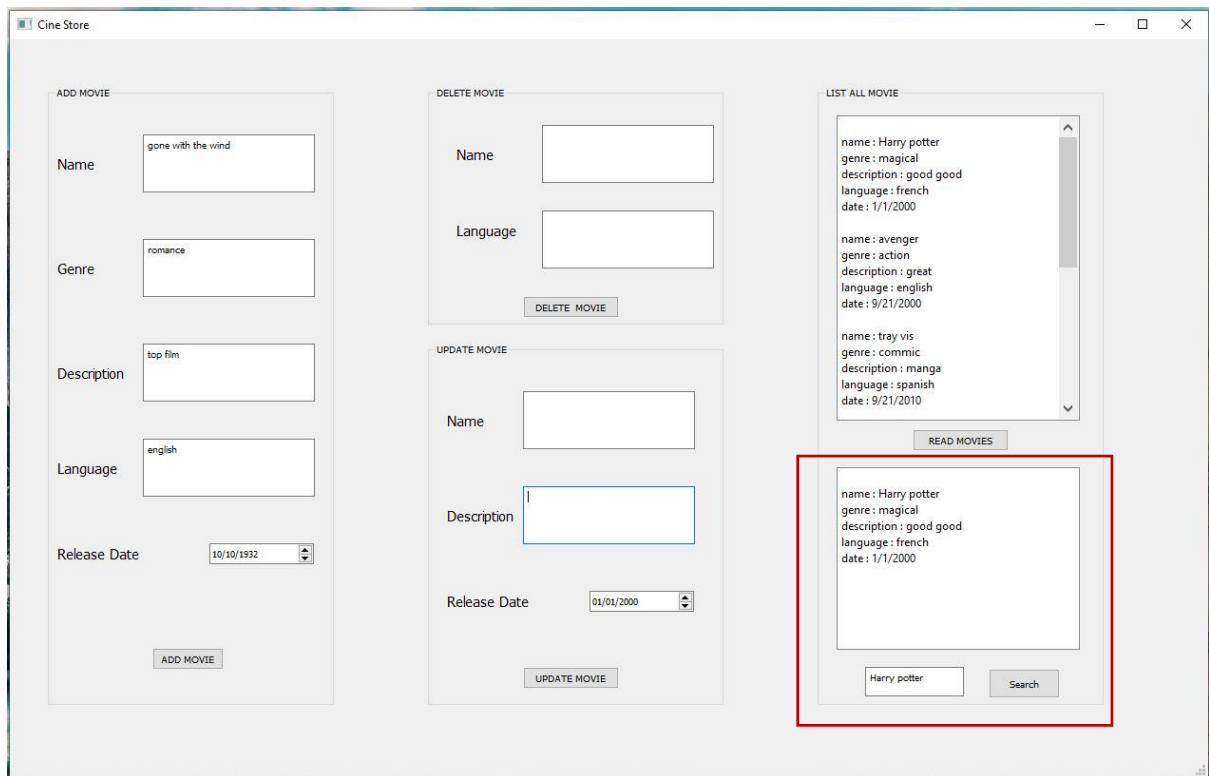 Cine Store
ADD MOVIE
Name
gone with the wind
Genre
romance
Description
top film
Language
english
Release Date
10/10/1932
ADD MOVIE
DELETE MOVIE
Name
Language
DELETE  MOVIE
UPDATE MOVIE
Name
Description
Release Date
01/01/2000
UPDATE MOVIE
LIST ALL MOVIE
name : Harry potter
genre : magical
description : good good
language : french
date : 1/1/2000
name : avenger
genre : action
description : great
language : english
date : 9/21/2000
name : tray vis
genre : commic
description : manga
language : spanish
date : 9/21/2010
READ MOVIES
name : Harry potter
genre : magical
description : good good
language : french
date : 1/1/2000
Harry potter
Search